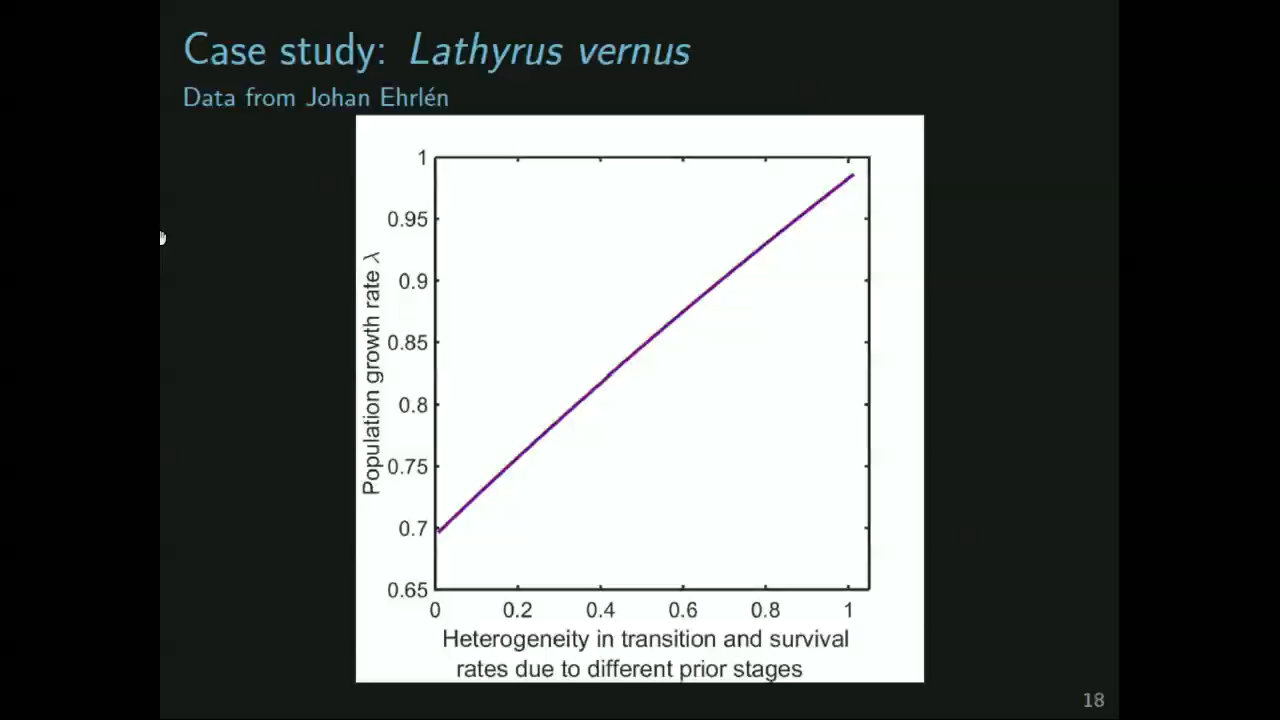 Case study: Lathyrus vernus
Data from Johan Ehrlén
1
0.95
0.9
0.85
0.8
0.75
0.7
0.65
Population growth rate λ
0 0.2 0.4 0.6 0.8 1
Heterogeneity in transition and survival
rates due to different prior stages
18